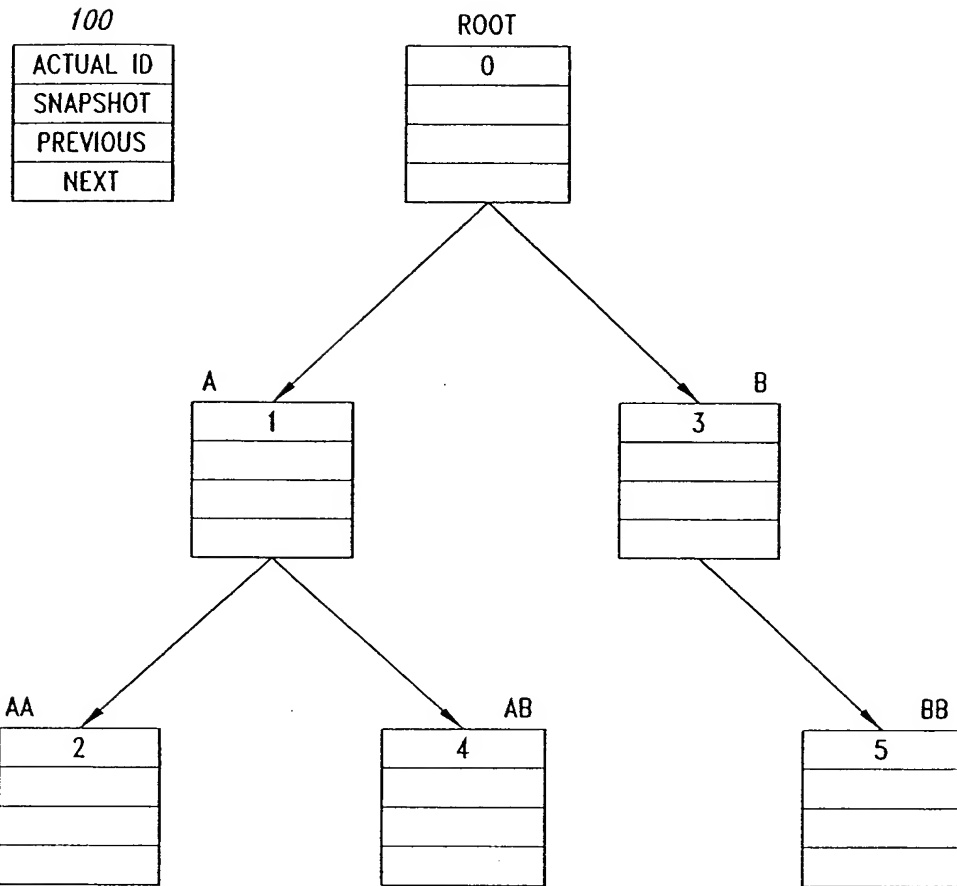 100
ACTUAL ID
SNAPSHOT
PREVIOUS
NEXT
ROOT
0
A
1
B
3
AA
2
AB
4
BB
5